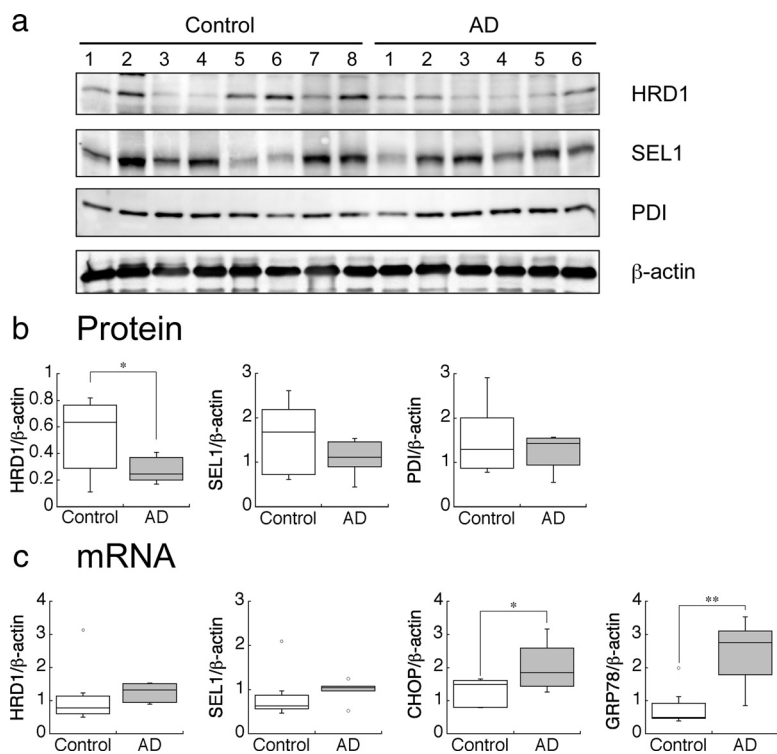 a
Control AD
1 2 3 4 5 6 7 8 1 2 3 4 5 6
HRD1
SEL1
PDI
β-actin
b Protein
HRD1/β-actin
1
0.8
0.6
0.4
0.2
0
*
Control AD
SEL1/β-actin
3
2
1
0
Control AD
PDI/β-actin
3
2
1
0
Control AD
c mRNA
HRD1/β-actin
4
3
2
1
0
Control AD
SEL1/β-actin
3
2
1
0
Control AD
CHOP/β-actin
4
3
2
1
0
*
Control AD
GRP78/β-actin
4
3
2
1
0
**
Control AD